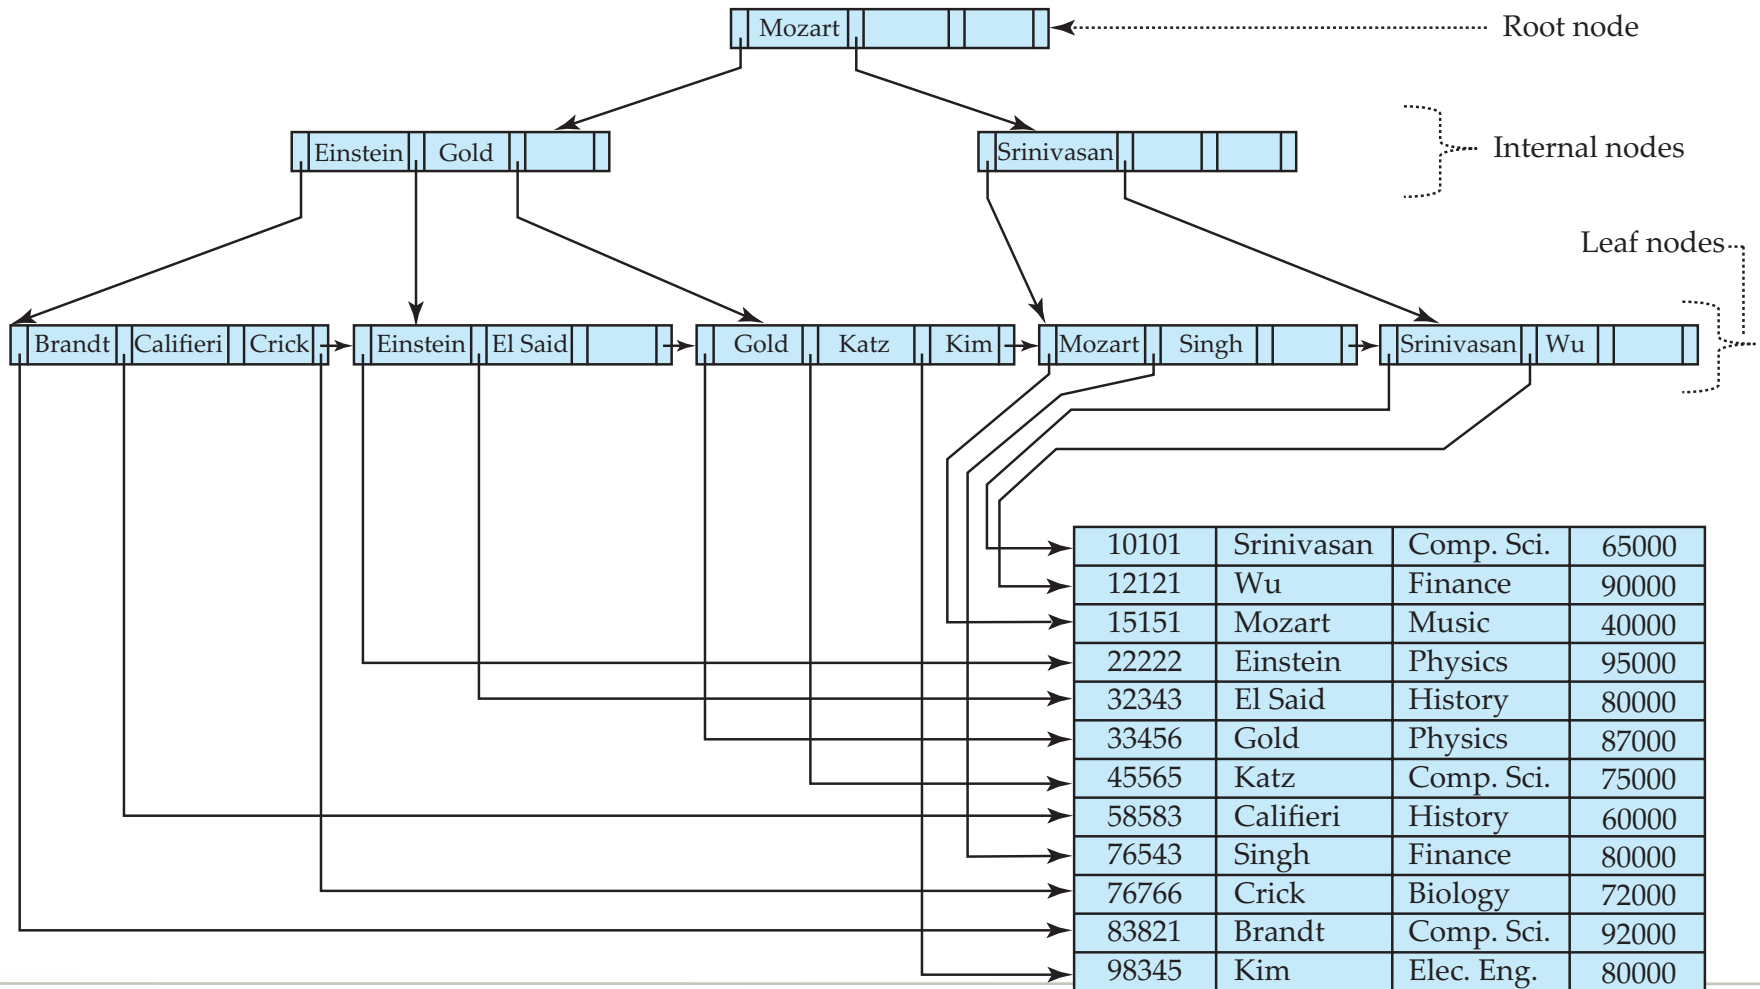 Mozart
Root node
Einstein Gold
Srinivasan
Internal nodes
Leaf nodes
Brandt Califieri Crick Einstein El Said Gold Katz Kim Mozart Singh Srinivasan Wu
10101 Srinivasan Comp. Sci. 65000
12121 Wu Finance 90000
15151 Mozart Music 40000
22222 Einstein Physics 95000
32343 El Said History 80000
33456 Gold Physics 87000
45565 Katz Comp. Sci. 75000
58583 Califieri History 60000
76543 Singh Finance 80000
76766 Crick Biology 72000
83821 Brandt Comp. Sci. 92000
98345 Kim Elec. Eng. 80000